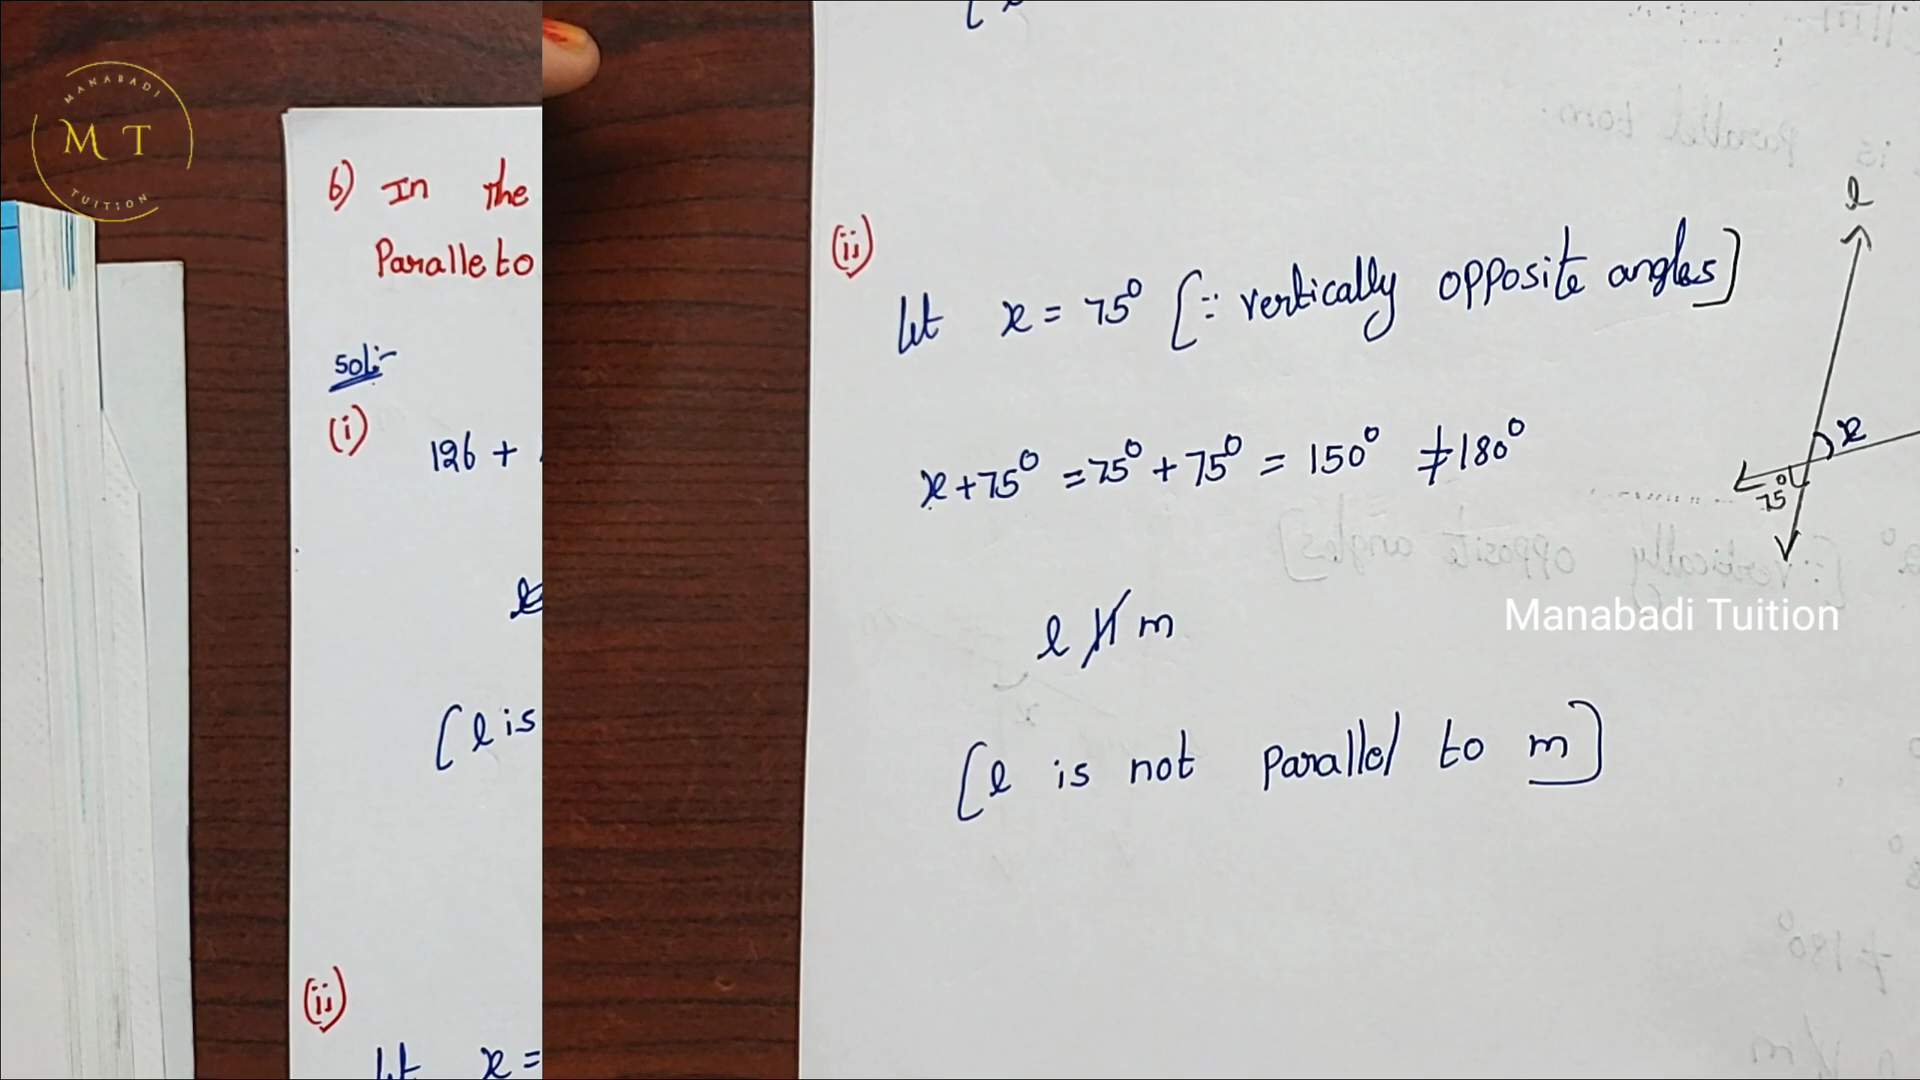 MANABADI
M T
TUITION
6) In the
Paralle to
Sol:-
(i)
126 +
l
[l is
(ii)
let x =
(ii)
let x = 75° [∵ vertically opposite angles]
x + 75° = 75° + 75° = 150° ≠ 180°
l ∦ m
[l is not parallel to m]
l
x
75°
Manabadi Tuition